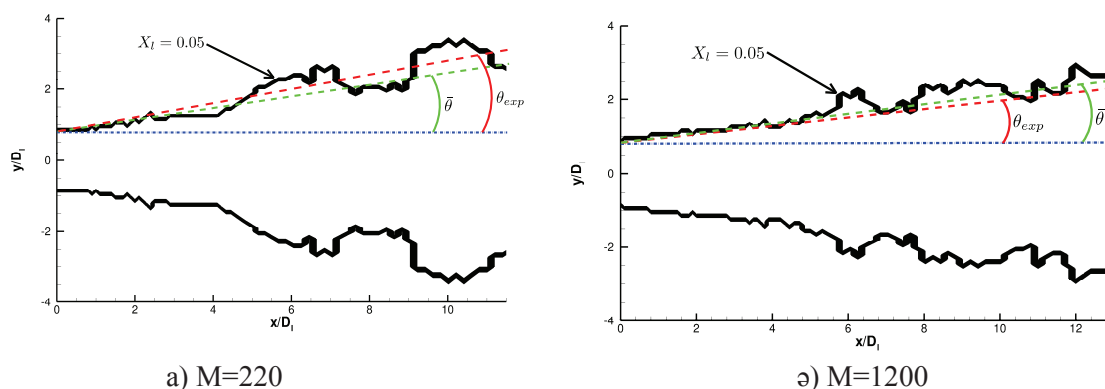 4
2
0
-2
-4
y/D_l
0
2
4
6
8
10
x/D_l
X_l = 0.05
θ̄
θ_exp
a) M=220
4
2
0
-2
-4
y/D_l
0
2
4
6
8
10
12
x/D_l
X_l = 0.05
θ_exp
θ̄
ә) M=1200